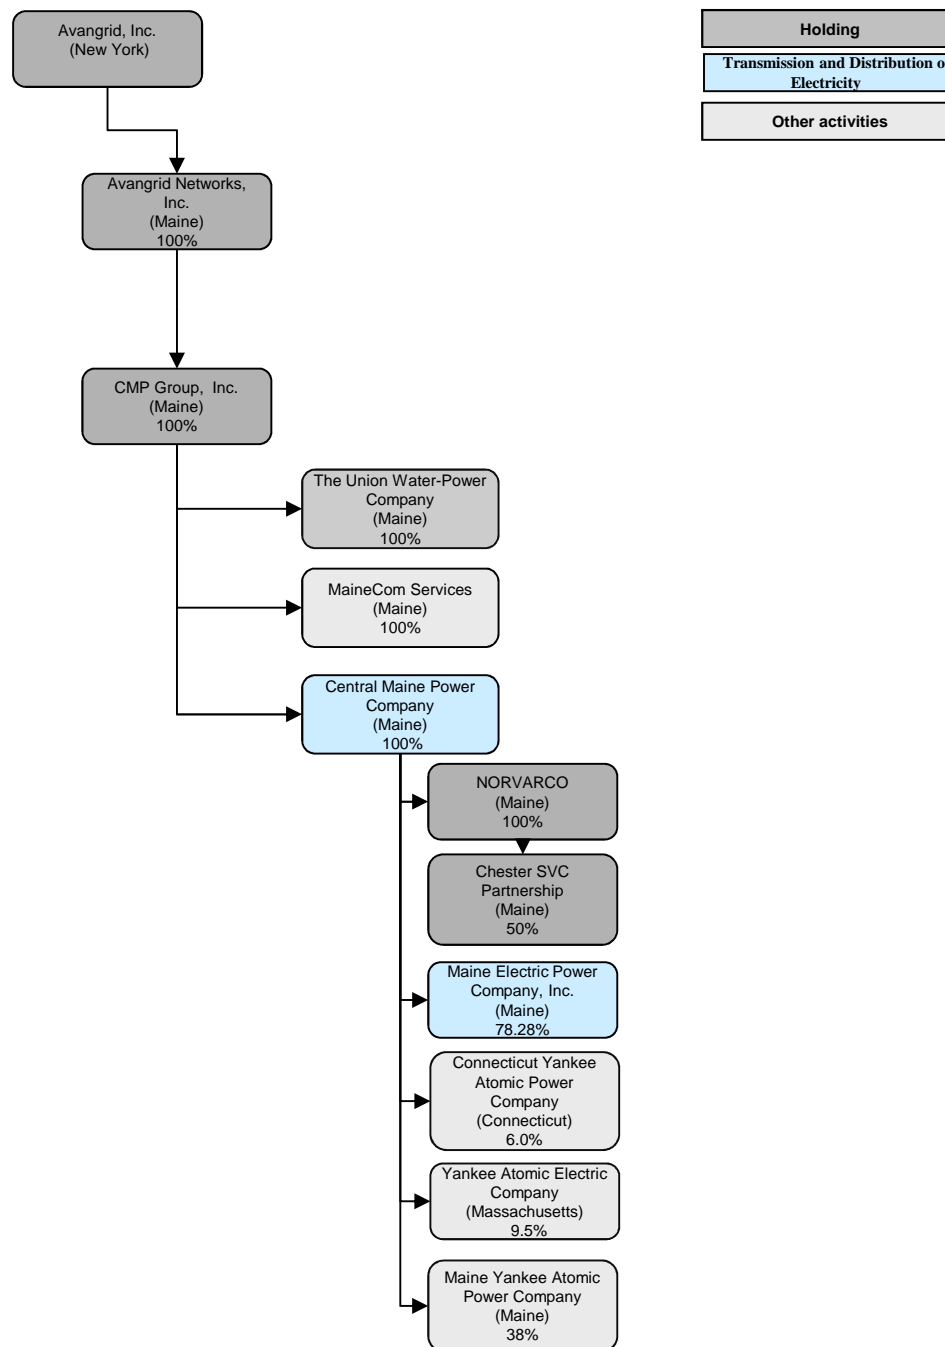 Avangrid, Inc.
(New York)
Holding
Transmission and Distribution o
Electricity
Other activities
Avangrid Networks,
Inc.
(Maine)
100%
CMP Group, Inc.
(Maine)
100%
The Union Water-Power
Company
(Maine)
100%
MaineCom Services
(Maine)
100%
Central Maine Power
Company
(Maine)
100%
NORVARCO
(Maine)
100%
Chester SVC
Partnership
(Maine)
50%
Maine Electric Power
Company, Inc.
(Maine)
78.28%
Connecticut Yankee
Atomic Power
Company
(Connecticut)
6.0%
Yankee Atomic Electric
Company
(Massachusetts)
9.5%
Maine Yankee Atomic
Power Company
(Maine)
38%